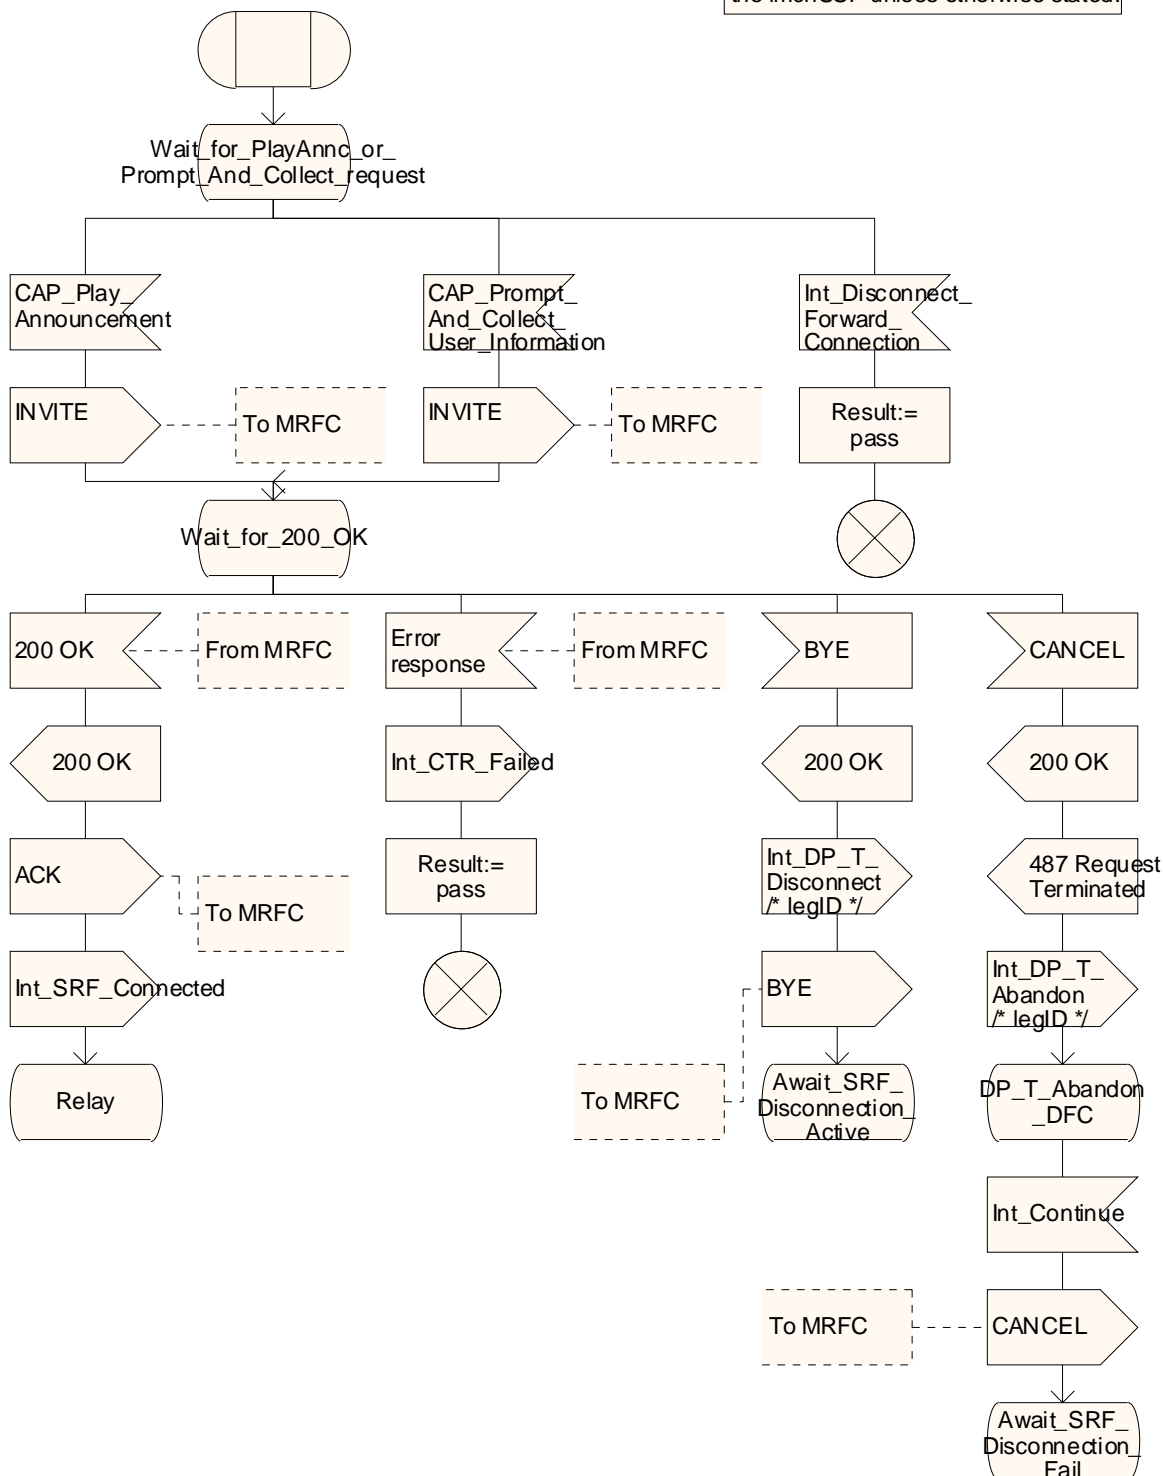 the imcnSSF unless otherwise stated.
Wait_for_PlayAnnc_or_
Prompt_And_Collect_request
CAP_Play_
Announcement
CAP_Prompt_
And_Collect_
User_Information
Int_Disconnect_
Forward_
Connection
INVITE
To MRFC
INVITE
To MRFC
Result:=
pass
Wait_for_200_OK
200 OK
From MRFC
Error
response
From MRFC
BYE
CANCEL
200 OK
Int_CTR_Failed
200 OK
200 OK
ACK
To MRFC
Result:=
pass
Int_DP_T_
Disconnect
/* legID */
487 Request
Terminated
Int_SRF_Connected
BYE
To MRFC
Int_DP_T_
Abandon
/* legID */
Relay
Await_SRF_
Disconnection_
Active
DP_T_Abandon
_DFC
Int_Continue
To MRFC
CANCEL
Await_SRF_
Disconnection_
Fail